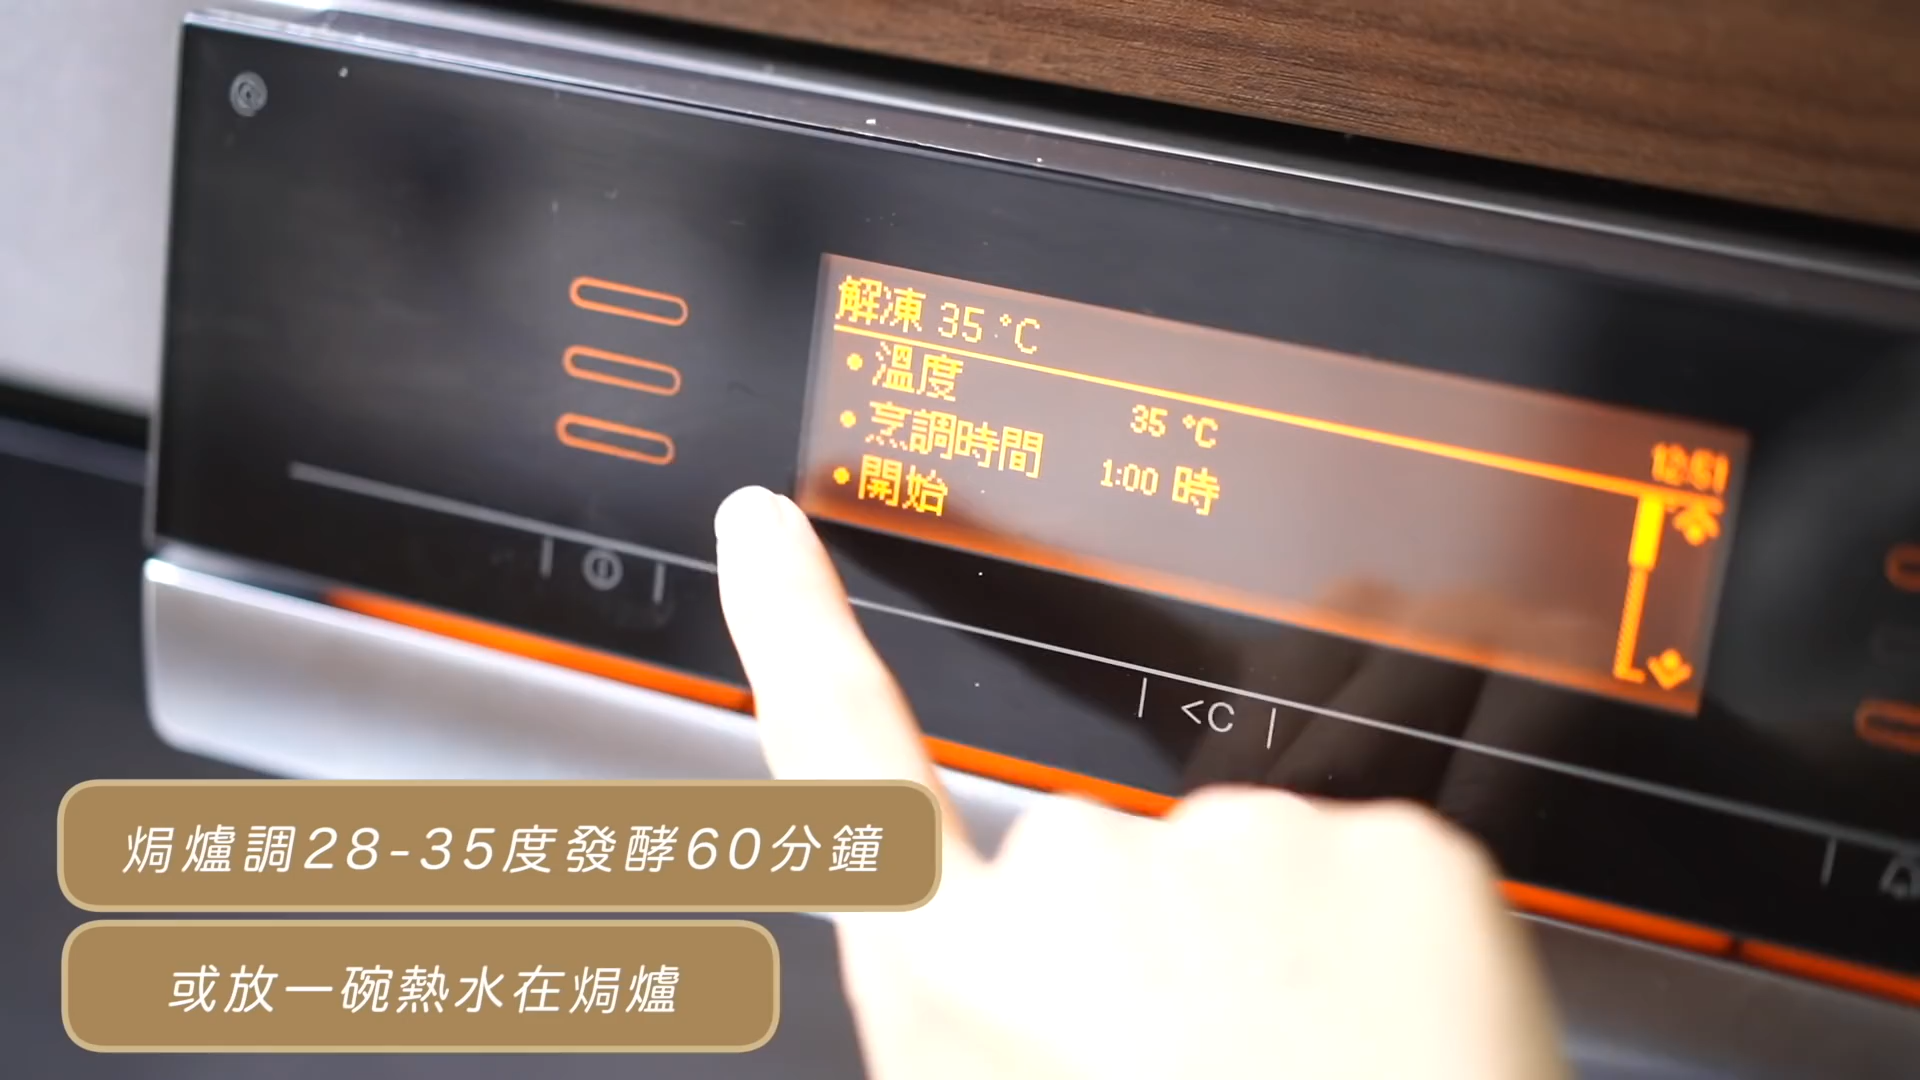 解凍 35 °C
12:51
• 溫度 35 °C
• 烹調時間 1:00 時
• 開始
<C
焗爐調28-35度發酵60分鐘
或放一碗熱水在焗爐